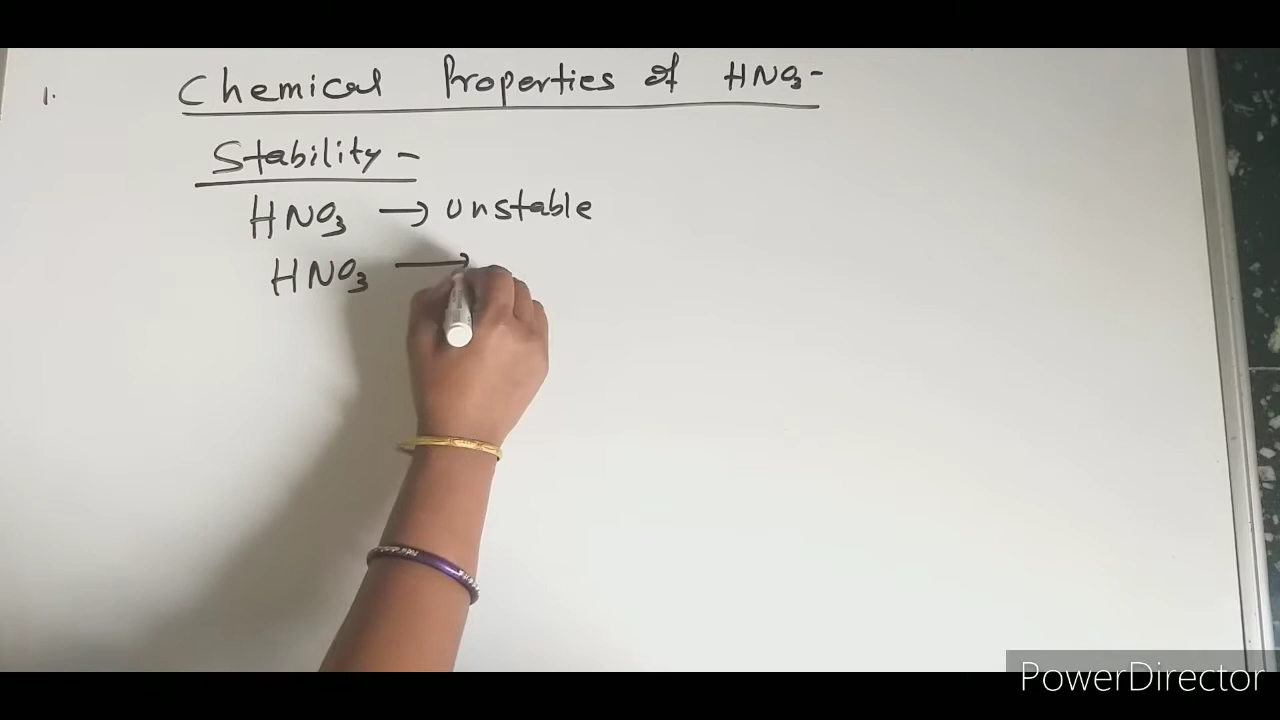 1. Chemical Properties of HNO₃ -
Stability -
HNO₃ → unstable
HNO₃ →
PowerDirector